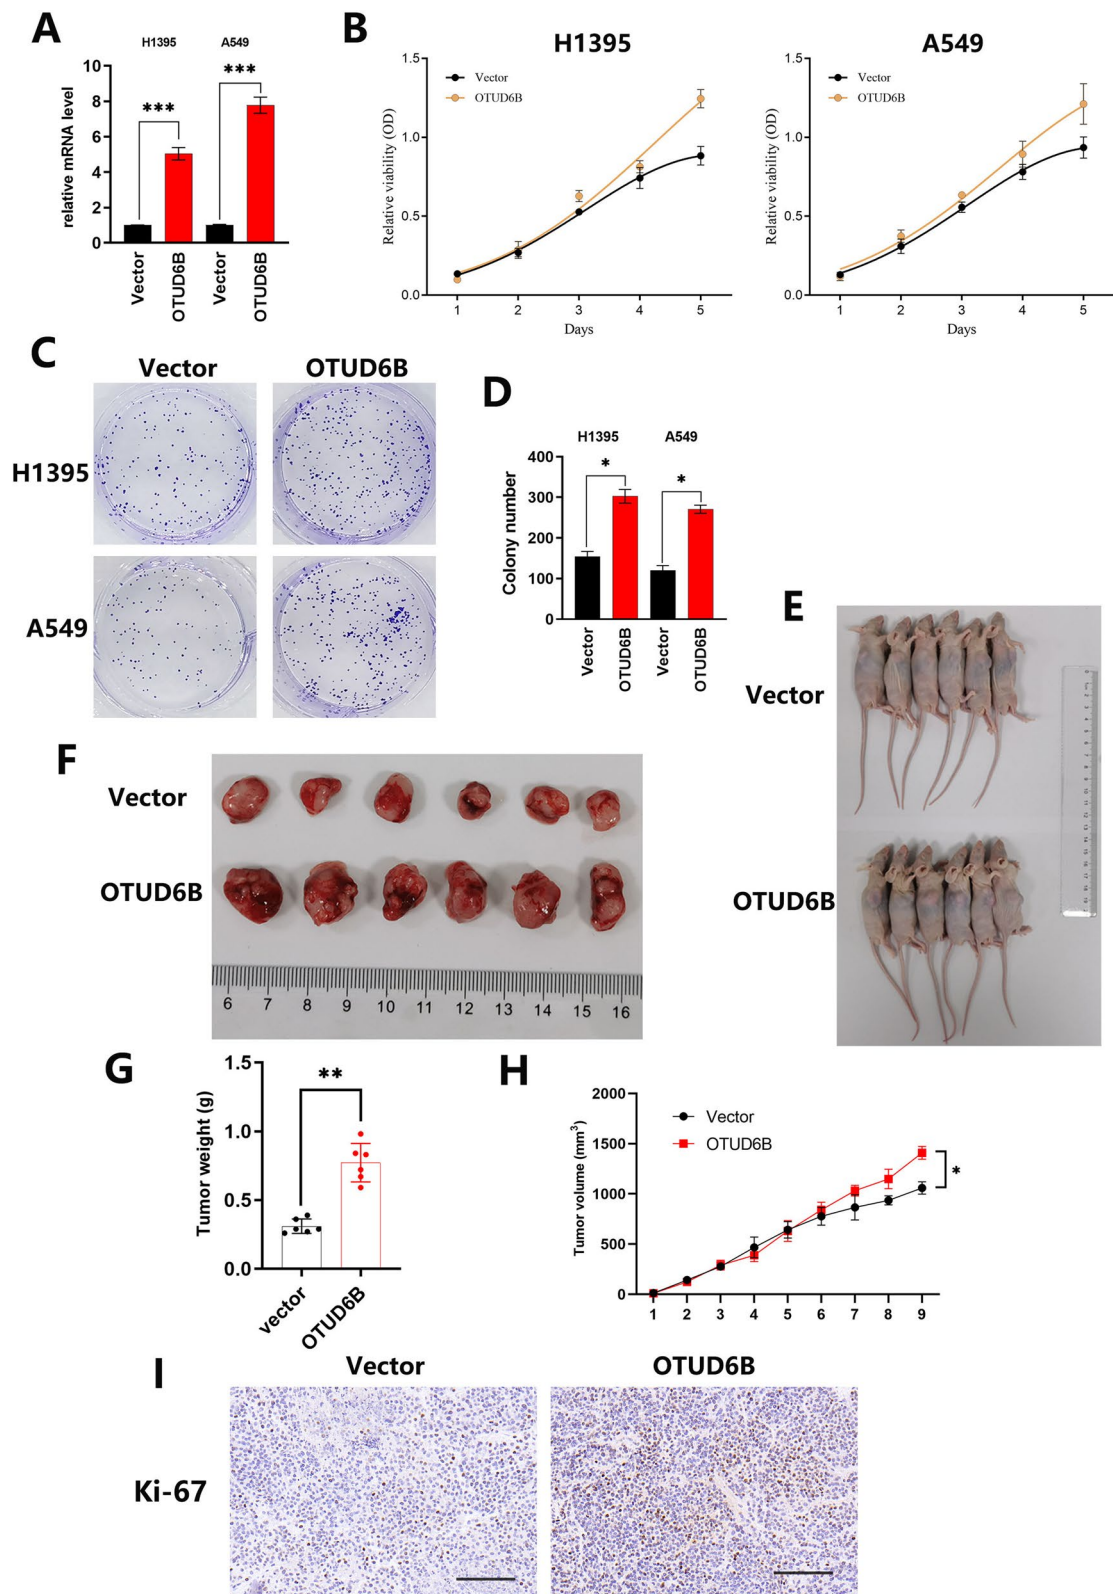 A
H1395 A549
relative mRNA level
10
8
6
4
2
0
***
***
Vector
OTUD6B
Vector
OTUD6B
B
H1395
Relative viability (OD)
1.5
1.0
0.5
0.0
Vector
OTUD6B
1 2 3 4 5
Days
A549
Relative viability (OD)
1.5
1.0
0.5
0.0
Vector
OTUD6B
1 2 3 4 5
Days
C
Vector OTUD6B
H1395
A549
D
H1395 A549
Colony number
400
300
200
100
0
*
*
Vector
OTUD6B
Vector
OTUD6B
E
Vector
OTUD6B
F
Vector
OTUD6B
6 7 8 9 10 11 12 13 14 15 16
G
Tumor weight (g)
1.5
1.0
0.5
0.0
**
vector
OTUD6B
H
Tumor volume (mm³)
2000
1500
1000
500
0
Vector
OTUD6B
*
1 2 3 4 5 6 7 8 9
I
Vector OTUD6B
Ki-67